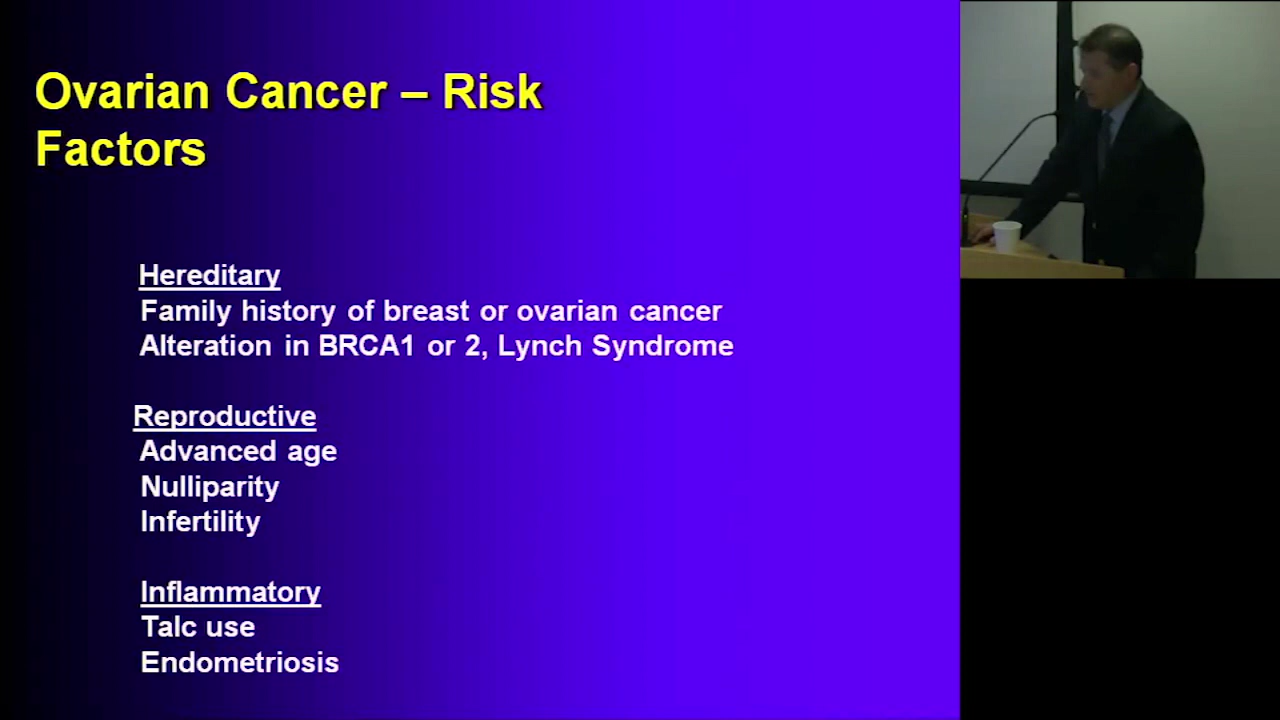 Ovarian Cancer – Risk
Factors
Hereditary
Family history of breast or ovarian cancer
Alteration in BRCA1 or 2, Lynch Syndrome
Reproductive
Advanced age
Nulliparity
Infertility
Inflammatory
Talc use
Endometriosis